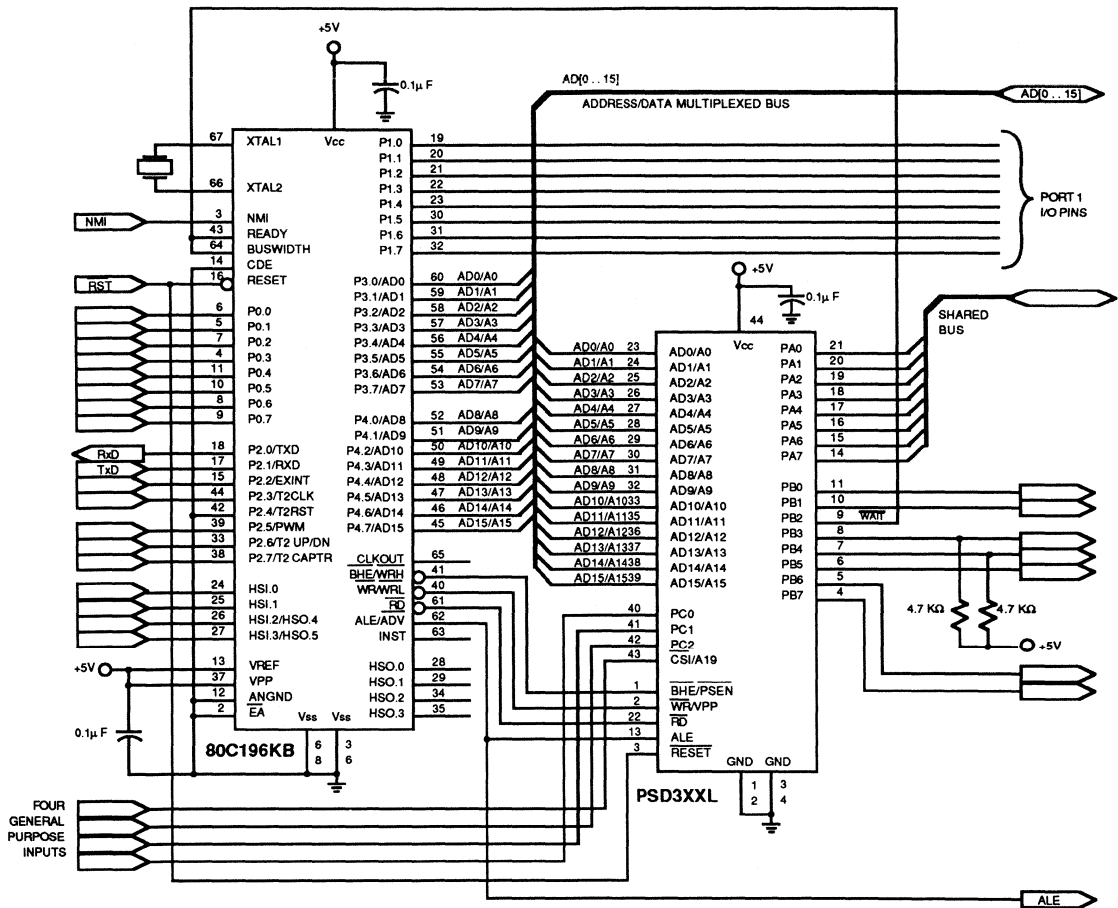 +5V
0.1µ F
AD[0 . . 15]
ADDRESS/DATA MULTIPLEXED BUS
AD[0 . . 15]
67 XTAL1
66 XTAL2
Vcc
NMI
3 NMI
43 READY
64 BUSWIDTH
14 CDE
RST
16 RESET
6 P0.0
5 P0.1
7 P0.2
4 P0.3
11 P0.4
10 P0.5
8 P0.6
9 P0.7
RxD
18 P2.0/TXD
TxD
17 P2.1/RXD
15 P2.2/EXINT
44 P2.3/T2CLK
42 P2.4/T2RST
39 P2.5/PWM
33 P2.6/T2 UP/DN
38 P2.7/T2 CAPTR
24 HSI.0
25 HSI.1
26 HSI.2/HSO.4
27 HSI.3/HSO.5
+5V
13 VREF
37 VPP
12 ANGND
2 EA
0.1µ F
P1.0 19
P1.1 20
P1.2 21
P1.3 22
P1.4 23
P1.5 30
P1.6 31
P1.7 32
PORT 1
I/O PINS
P3.0/AD0 60 AD0/A0
P3.1/AD1 59 AD1/A1
P3.2/AD2 58 AD2/A2
P3.3/AD3 57 AD3/A3
P3.4/AD4 56 AD4/A4
P3.5/AD5 55 AD5/A5
P3.6/AD6 54 AD6/A6
P3.7/AD7 53 AD7/A7
P4.0/AD8 52 AD8/A8
P4.1/AD9 51 AD9/A9
P4.2/AD10 50 AD10/A10
P4.3/AD11 49 AD11/A11
P4.4/AD12 48 AD12/A12
P4.5/AD13 47 AD13/A13
P4.6/AD14 46 AD14/A14
P4.7/AD15 45 AD15/A15
CLKOUT 65
BHE/WRH 41
WR/WRL 40
RD 61
ALE/ADV 62
INST 63
HSO.0 28
HSO.1 29
HSO.2 34
HSO.3 35
Vss Vss
6 3
8 6
80C196KB
+5V
0.1µ F
44
Vcc
SHARED
BUS
AD0/A0 23 AD0/A0
AD1/A1 24 AD1/A1
AD2/A2 25 AD2/A2
AD3/A3 26 AD3/A3
AD4/A4 27 AD4/A4
AD5/A5 28 AD5/A5
AD6/A6 29 AD6/A6
AD7/A7 30 AD7/A7
AD8/A8 31 AD8/A8
AD9/A9 32 AD9/A9
AD10/A1033 AD10/A10
AD11/A1135 AD11/A11
AD12/A1236 AD12/A12
AD13/A1337 AD13/A13
AD14/A1438 AD14/A14
AD15/A1539 AD15/A15
40 PC0
41 PC1
42 PC2
43 CSI/A19
1 BHE/PSEN
2 WR/VPP
22 RD
13 ALE
3 RESET
PA0 21
PA1 20
PA2 19
PA3 18
PA4 17
PA5 16
PA6 15
PA7 14
PB0 11
PB1 10
PB2 9 WAIT
PB3 8
PB4 7
PB5 6
PB6 5
PB7 4
4.7 KΩ 4.7 KΩ
+5V
GND GND
1 3
2 4
PSD3XXL
FOUR
GENERAL
PURPOSE
INPUTS
ALE